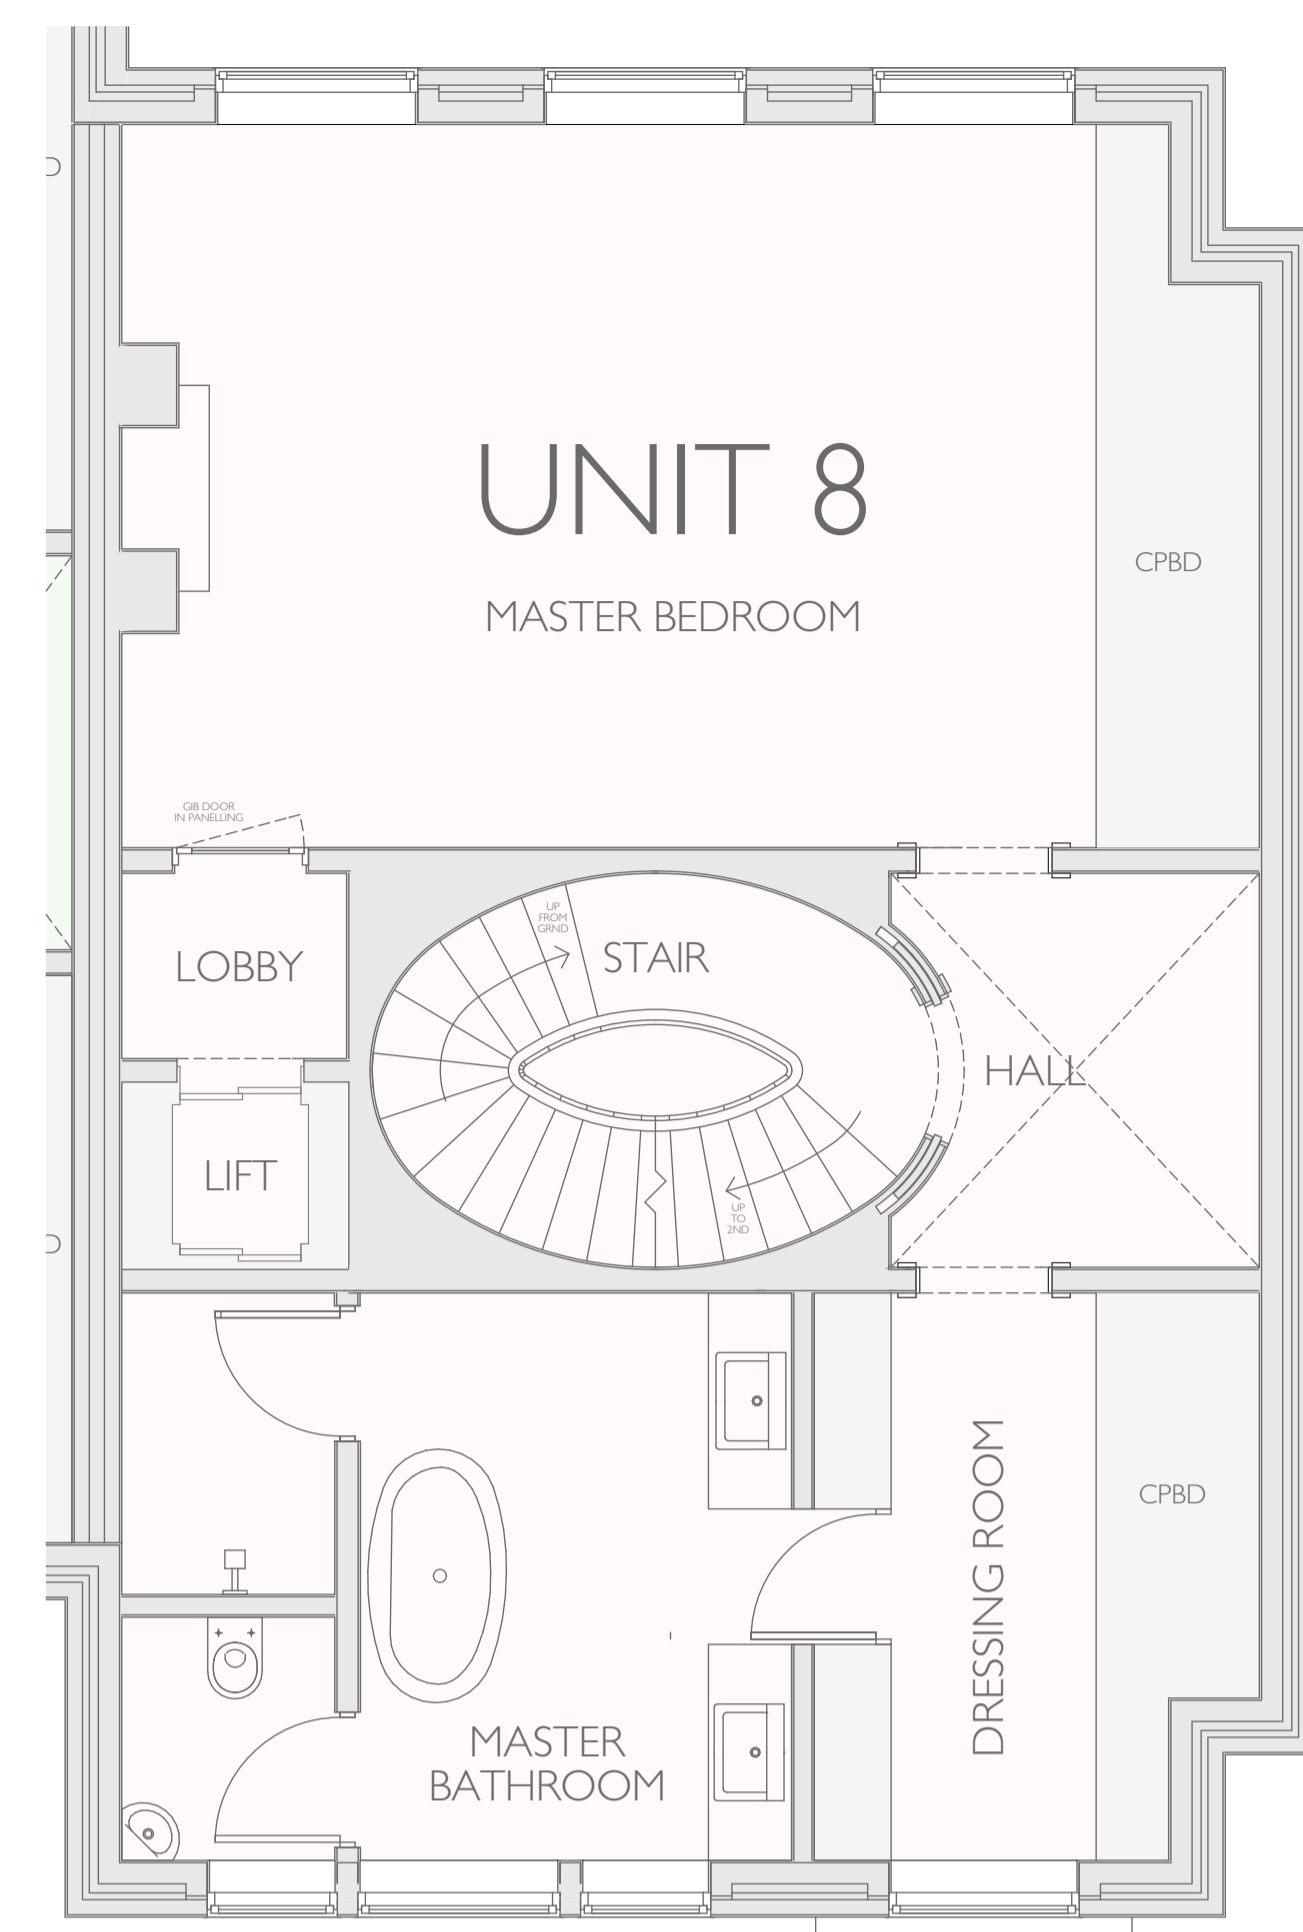 UNIT 8
CPBD
MASTER BEDROOM
GIB DOOR
IN PANELLING
LOBBY
UP
FROM
GRND
STAIR
HALL
LIFT
UP
TO
2ND
DRESSING ROOM
CPBD
MASTER
BATHROOM